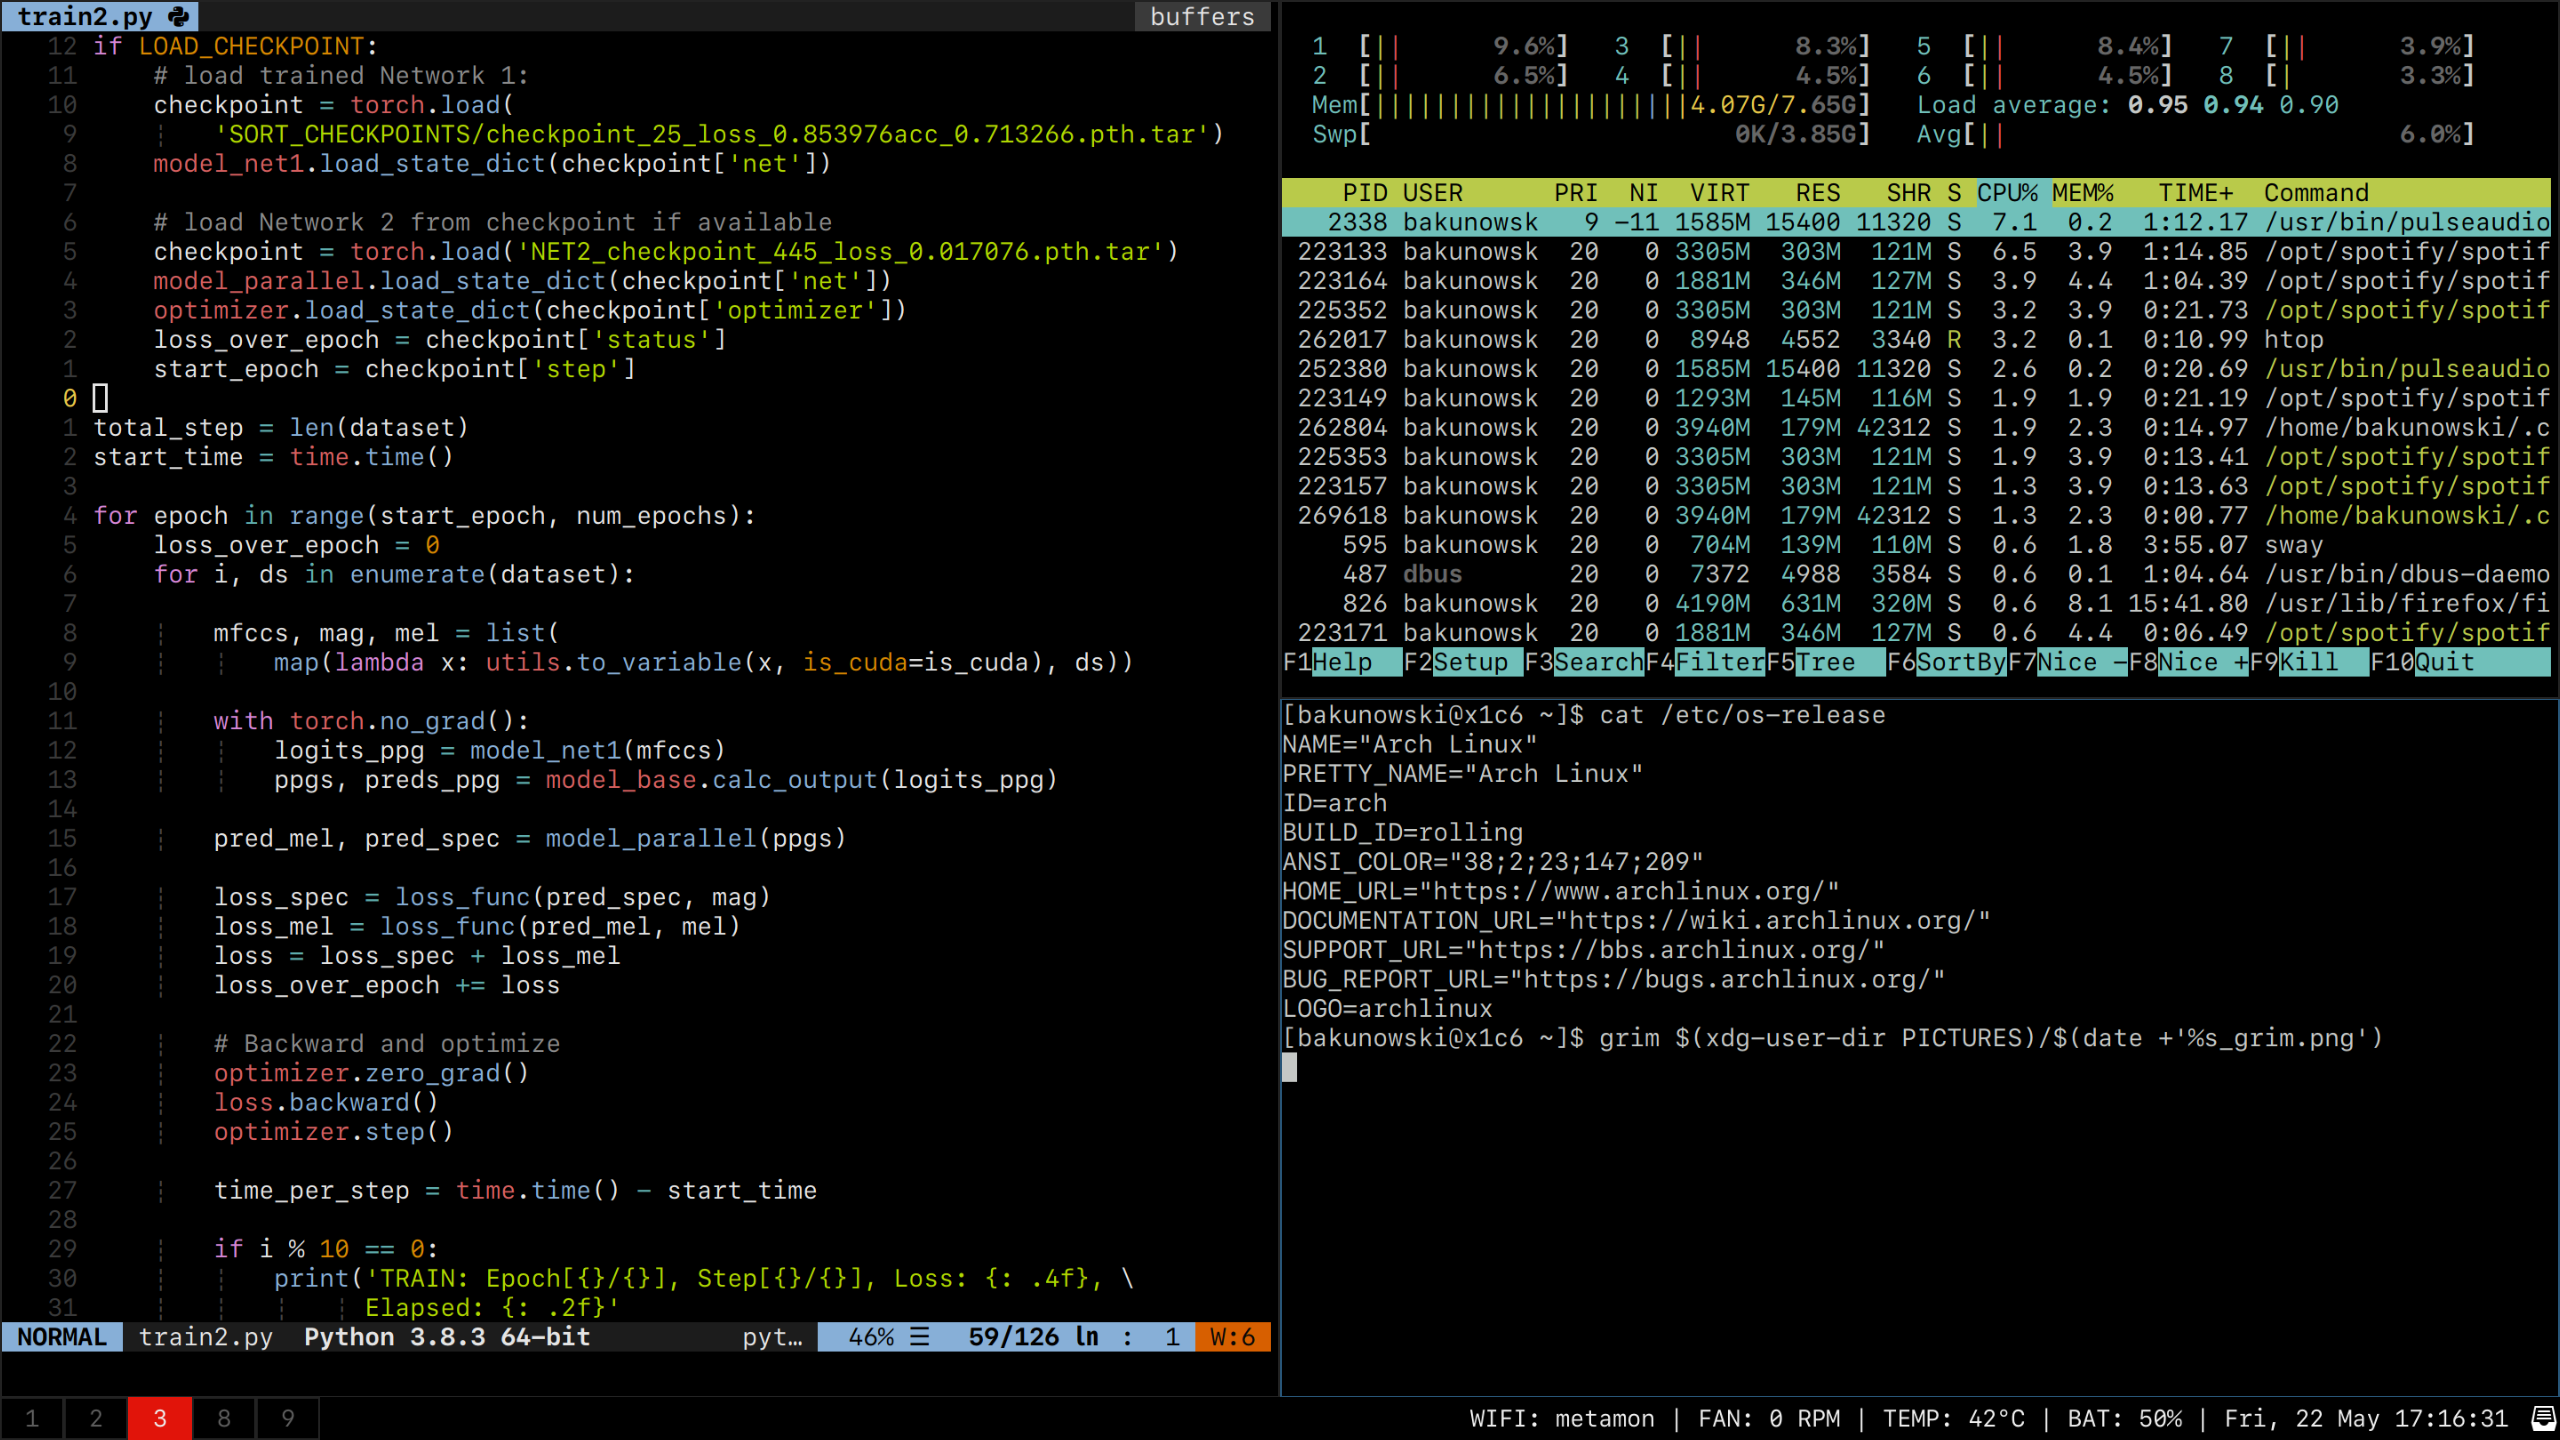 train2.py
buffers
12 if LOAD_CHECKPOINT:
11 # load trained Network 1:
10 checkpoint = torch.load(
9 'SORT_CHECKPOINTS/checkpoint_25_loss_0.853976acc_0.713266.pth.tar')
8 model_net1.load_state_dict(checkpoint['net'])
7
6 # load Network 2 from checkpoint if available
5 checkpoint = torch.load('NET2_checkpoint_445_loss_0.017076.pth.tar')
4 model_parallel.load_state_dict(checkpoint['net'])
3 optimizer.load_state_dict(checkpoint['optimizer'])
2 loss_over_epoch = checkpoint['status']
1 start_epoch = checkpoint['step']
0
1 total_step = len(dataset)
2 start_time = time.time()
3
4 for epoch in range(start_epoch, num_epochs):
5 loss_over_epoch = 0
6 for i, ds in enumerate(dataset):
7
8 mfccs, mag, mel = list(
9 map(lambda x: utils.to_variable(x, is_cuda=is_cuda), ds))
10
11 with torch.no_grad():
12 logits_ppg = model_net1(mfccs)
13 ppgs, preds_ppg = model_base.calc_output(logits_ppg)
14
15 pred_mel, pred_spec = model_parallel(ppgs)
16
17 loss_spec = loss_func(pred_spec, mag)
18 loss_mel = loss_func(pred_mel, mel)
19 loss = loss_spec + loss_mel
20 loss_over_epoch += loss
21
22 # Backward and optimize
23 optimizer.zero_grad()
24 loss.backward()
25 optimizer.step()
26
27 time_per_step = time.time() - start_time
28
29 if i % 10 == 0:
30 print('TRAIN: Epoch[{}/{}], Step[{}/{}], Loss: {: .4f}, \
31 Elapsed: {: .2f}'
NORMAL train2.py Python 3.8.3 64-bit pyt… 46% ☰ 59/126 ln : 1 W:6
1 [|| 9.6%] 3 [|| 8.3%] 5 [|| 8.4%] 7 [|| 3.9%]
2 [|| 6.5%] 4 [|| 4.5%] 6 [|| 4.5%] 8 [| 3.3%]
Mem[|||||||||||||||||||||4.07G/7.65G] Load average: 0.95 0.94 0.90
Swp[ 0K/3.85G] Avg[|| 6.0%]
PID USER PRI NI VIRT RES SHR S CPU% MEM% TIME+ Command
2338 bakunowsk 9 -11 1585M 15400 11320 S 7.1 0.2 1:12.17 /usr/bin/pulseaudio
223133 bakunowsk 20 0 3305M 303M 121M S 6.5 3.9 1:14.85 /opt/spotify/spotif
223164 bakunowsk 20 0 1881M 346M 127M S 3.9 4.4 1:04.39 /opt/spotify/spotif
225352 bakunowsk 20 0 3305M 303M 121M S 3.2 3.9 0:21.73 /opt/spotify/spotif
262017 bakunowsk 20 0 8948 4552 3340 R 3.2 0.1 0:10.99 htop
252380 bakunowsk 20 0 1585M 15400 11320 S 2.6 0.2 0:20.69 /usr/bin/pulseaudio
223149 bakunowsk 20 0 1293M 145M 116M S 1.9 1.9 0:21.19 /opt/spotify/spotif
262804 bakunowsk 20 0 3940M 179M 42312 S 1.9 2.3 0:14.97 /home/bakunowski/.c
225353 bakunowsk 20 0 3305M 303M 121M S 1.9 3.9 0:13.41 /opt/spotify/spotif
223157 bakunowsk 20 0 3305M 303M 121M S 1.3 3.9 0:13.63 /opt/spotify/spotif
269618 bakunowsk 20 0 3940M 179M 42312 S 1.3 2.3 0:00.77 /home/bakunowski/.c
595 bakunowsk 20 0 704M 139M 110M S 0.6 1.8 3:55.07 sway
487 dbus 20 0 7372 4988 3584 S 0.6 0.1 1:04.64 /usr/bin/dbus-daemo
826 bakunowsk 20 0 4190M 631M 320M S 0.6 8.1 15:41.80 /usr/lib/firefox/fi
223171 bakunowsk 20 0 1881M 346M 127M S 0.6 4.4 0:06.49 /opt/spotify/spotif
F1Help F2Setup F3SearchF4FilterF5Tree F6SortByF7Nice -F8Nice +F9Kill F10Quit
[bakunowski@x1c6 ~]$ cat /etc/os-release
NAME="Arch Linux"
PRETTY_NAME="Arch Linux"
ID=arch
BUILD_ID=rolling
ANSI_COLOR="38;2;23;147;209"
HOME_URL="https://www.archlinux.org/"
DOCUMENTATION_URL="https://wiki.archlinux.org/"
SUPPORT_URL="https://bbs.archlinux.org/"
BUG_REPORT_URL="https://bugs.archlinux.org/"
LOGO=archlinux
[bakunowski@x1c6 ~]$ grim $(xdg-user-dir PICTURES)/$(date +'%s_grim.png')
1 2 3 8 9
WIFI: metamon | FAN: 0 RPM | TEMP: 42°C | BAT: 50% | Fri, 22 May 17:16:31